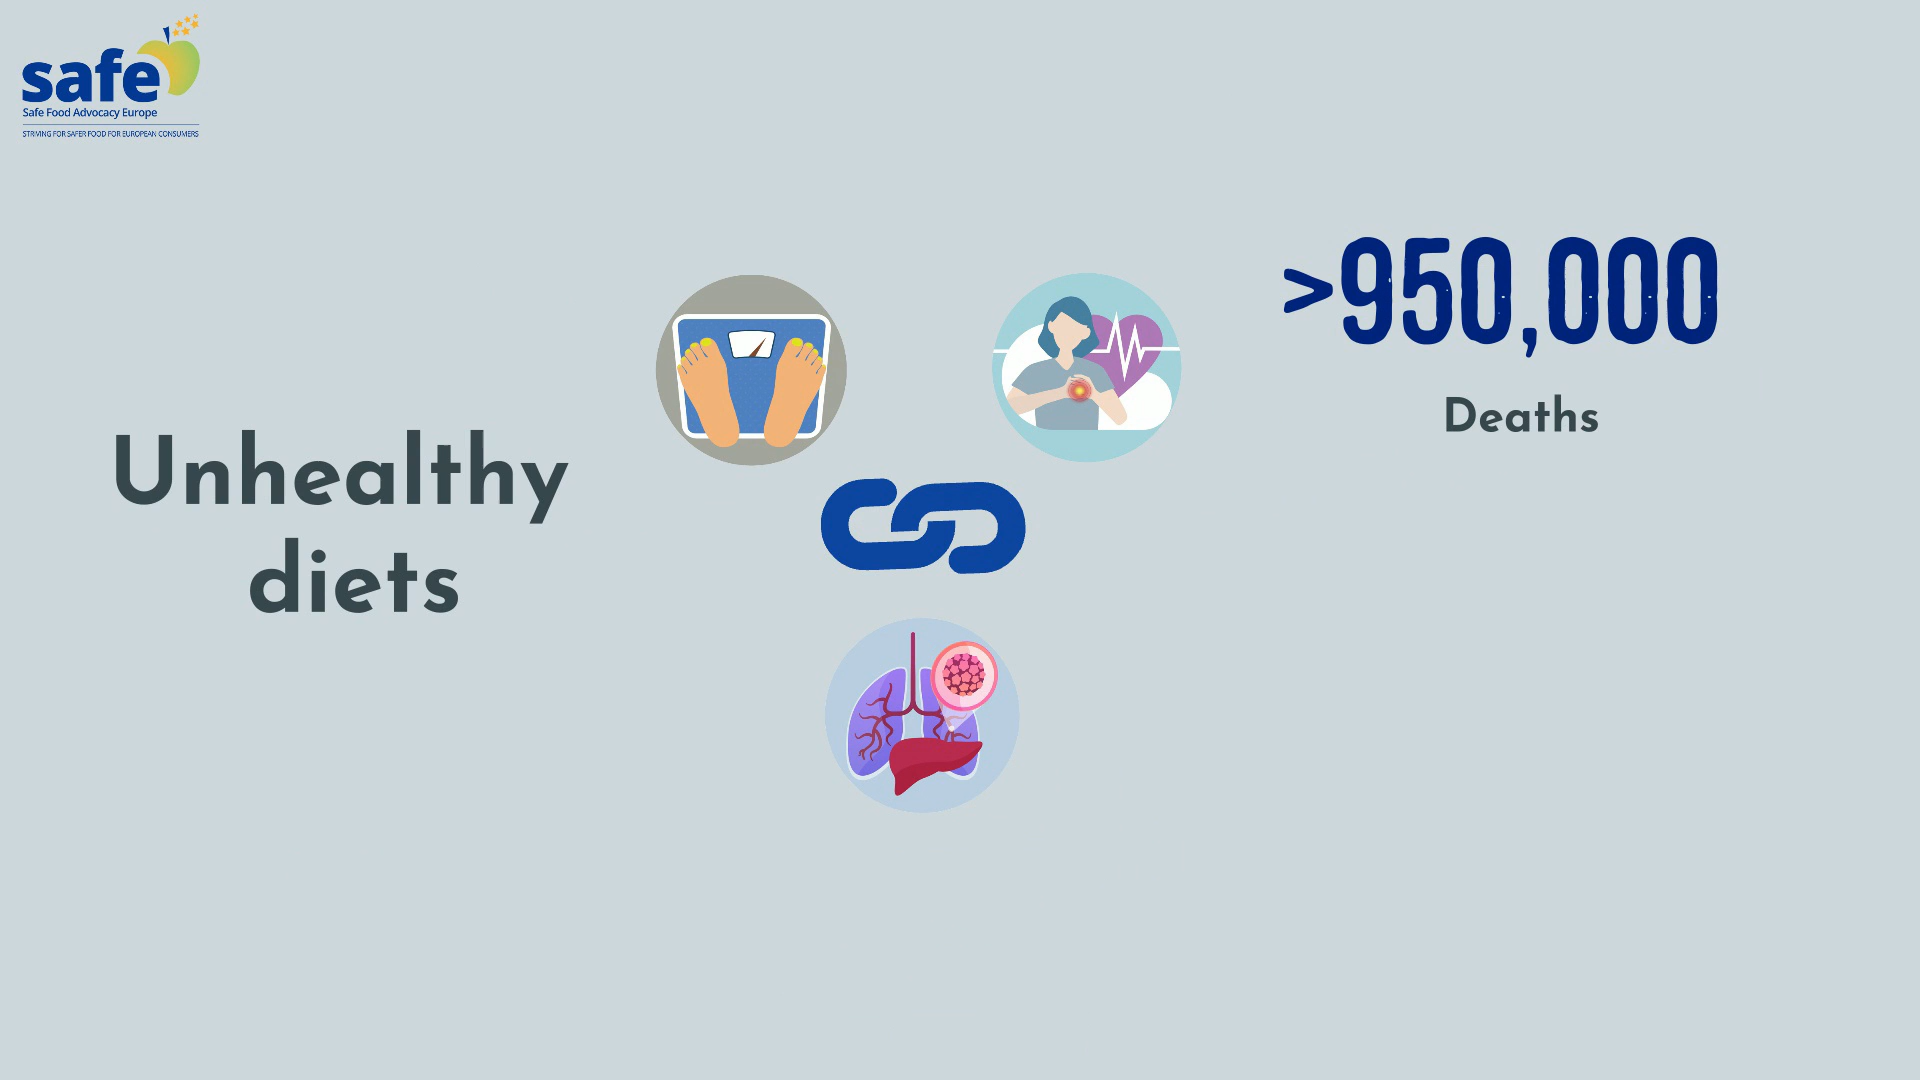 safe
Safe Food Advocacy Europe
STRIVING FOR SAFER FOOD FOR EUROPEAN CONSUMERS
Unhealthy
diets
>950,000
Deaths